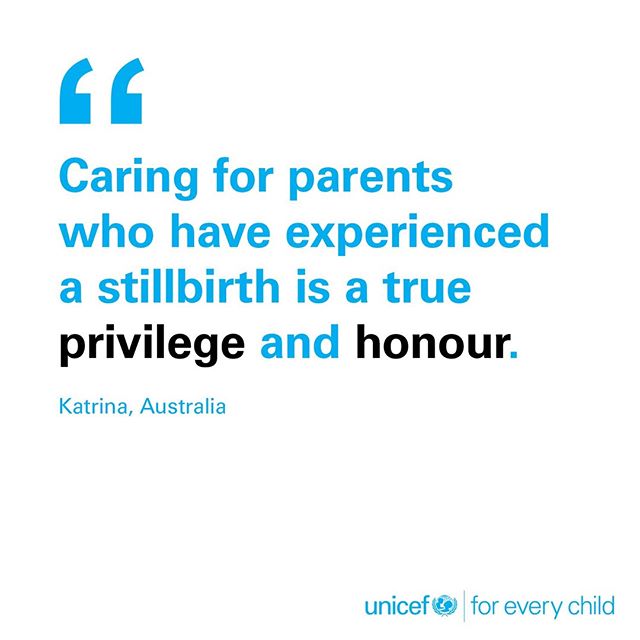 “
Caring for parents
who have experienced
a stillbirth is a true
privilege and honour.
Katrina, Australia
unicef for every child